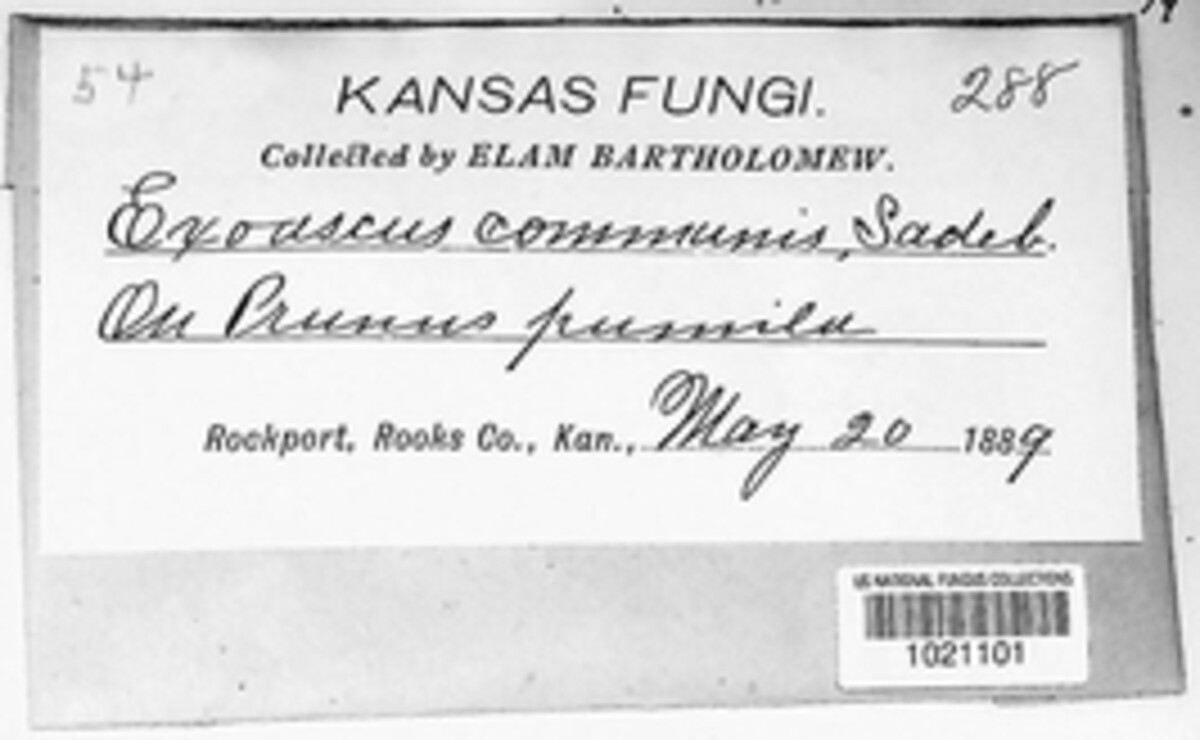 54
KANSAS FUNGI.
288
Collected by ELAM BARTHOLOMEW.
Exoascus communis, Sadeb.
On Prunus pumila
Rockport, Rooks Co., Kan., May 20 1889
US NATIONAL FUNGUS COLLECTIONS
1021101